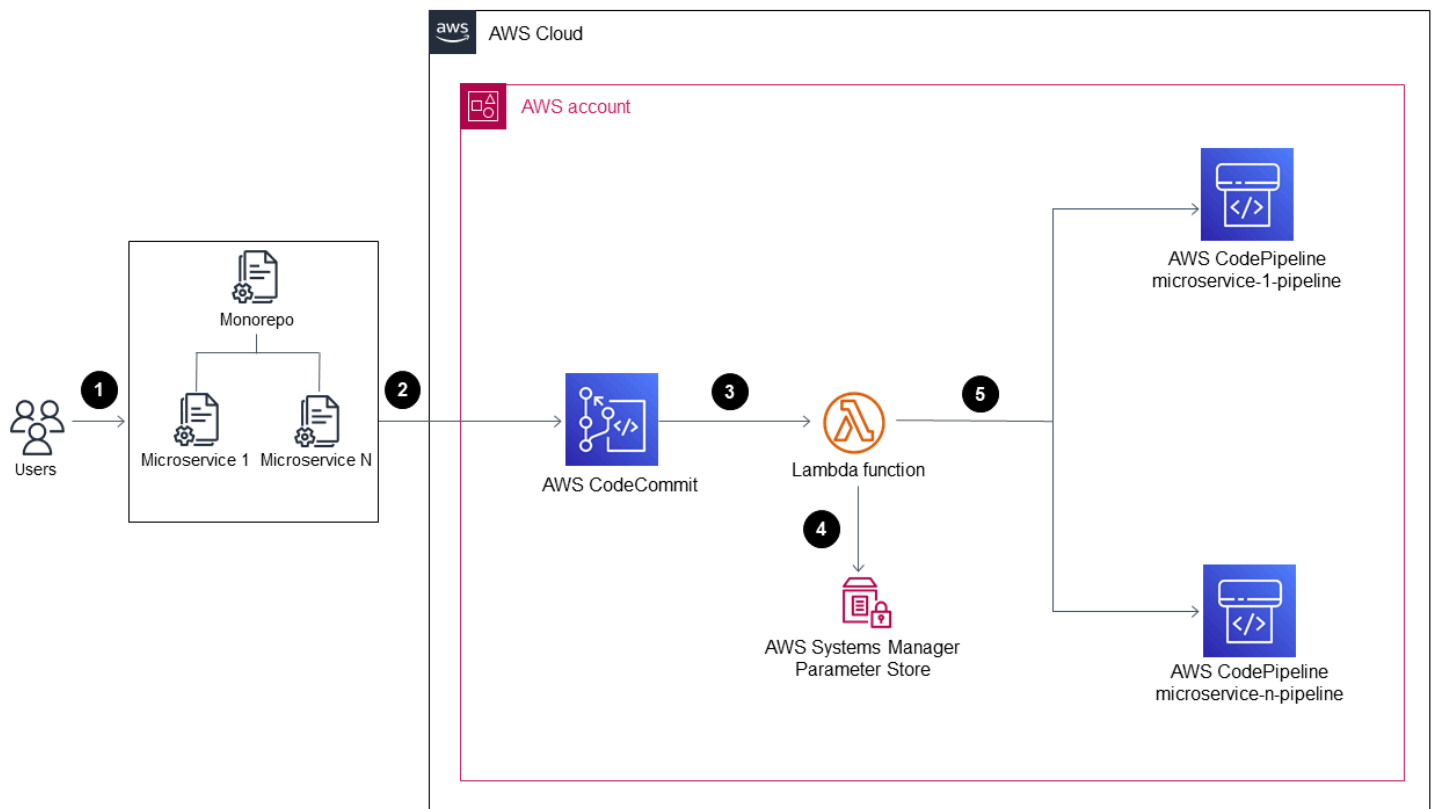 aws
AWS Cloud
AWS account
Monorepo
Microservice 1
Microservice N
Users
1
2
AWS CodeCommit
3
Lambda function
4
AWS Systems Manager
Parameter Store
5
AWS CodePipeline
microservice-1-pipeline
AWS CodePipeline
microservice-n-pipeline